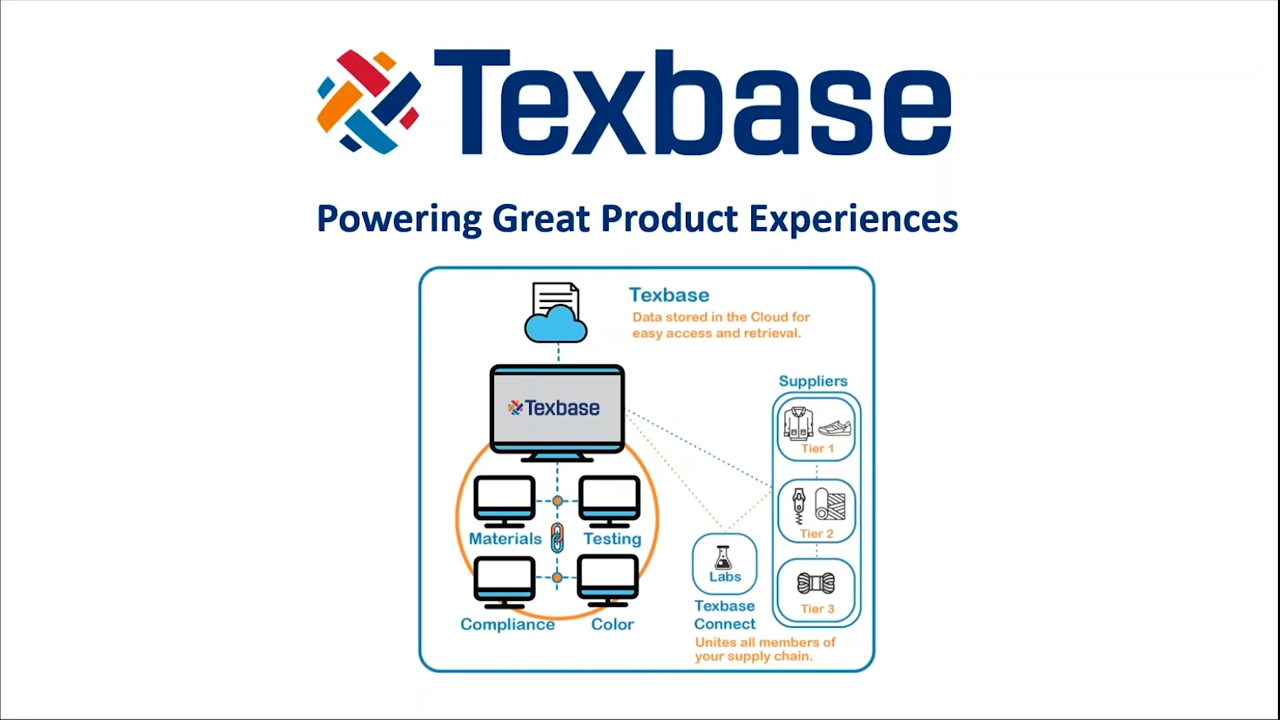 Texbase
Powering Great Product Experiences
Texbase
Data stored in the Cloud for
easy access and retrieval.
Texbase
Materials
Testing
Compliance
Color
Suppliers
Tier 1
Tier 2
Tier 3
Labs
Texbase
Connect
Unites all members of
your supply chain.